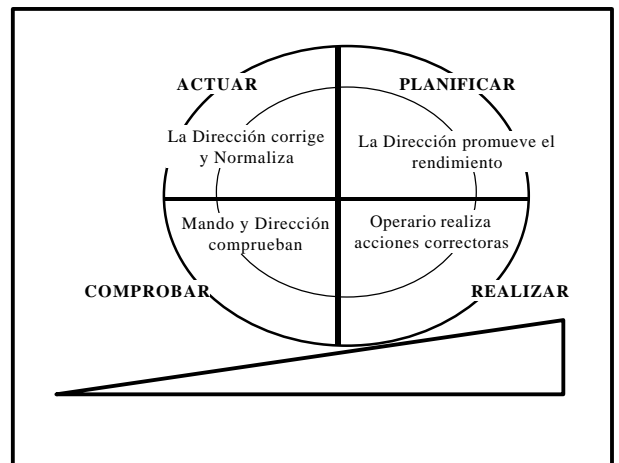 ACTUAR
PLANIFICAR
La Dirección corrige
y Normaliza
La Dirección promueve el
rendimiento
Mando y Dirección
comprueban
Operario realiza
acciones correctoras
COMPROBAR
REALIZAR